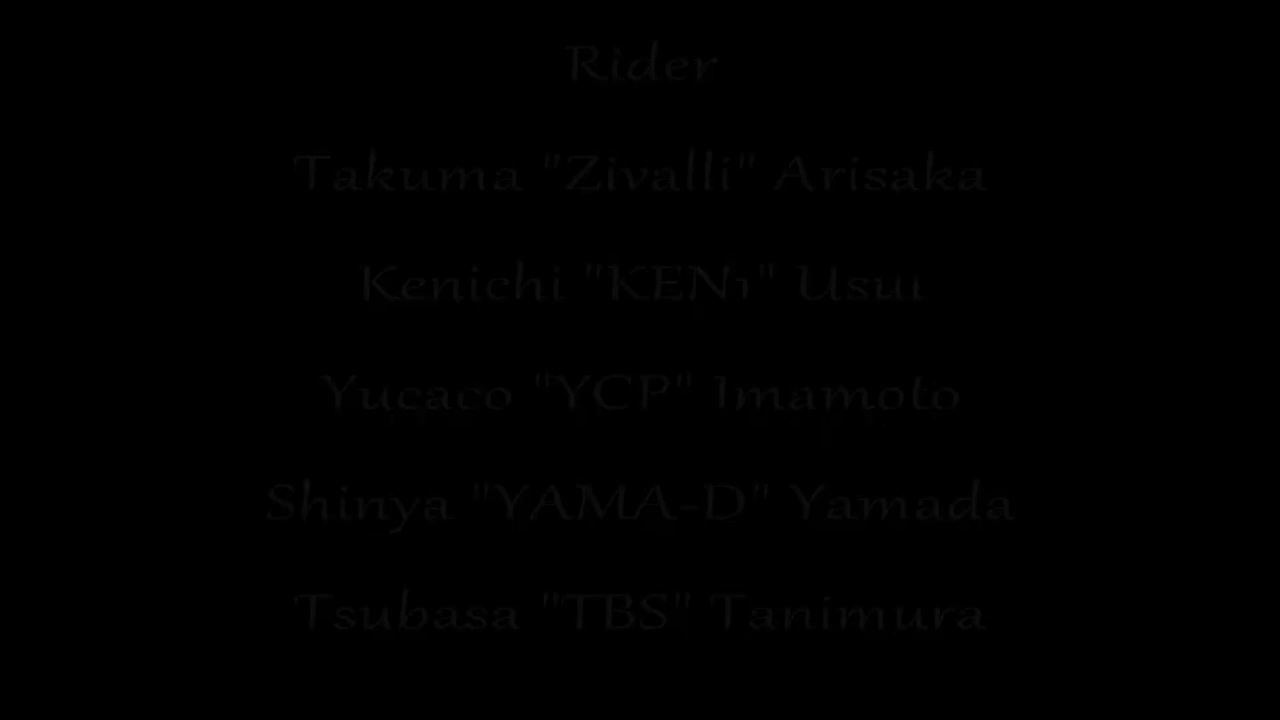 Rider
Takuma "Zivalli" Arisaka
Kenichi "KEN1" Usui
Yucaco "YCP" Imamoto
Shinya "YAMA-D" Yamada
Tsubasa "TBS" Tanimura